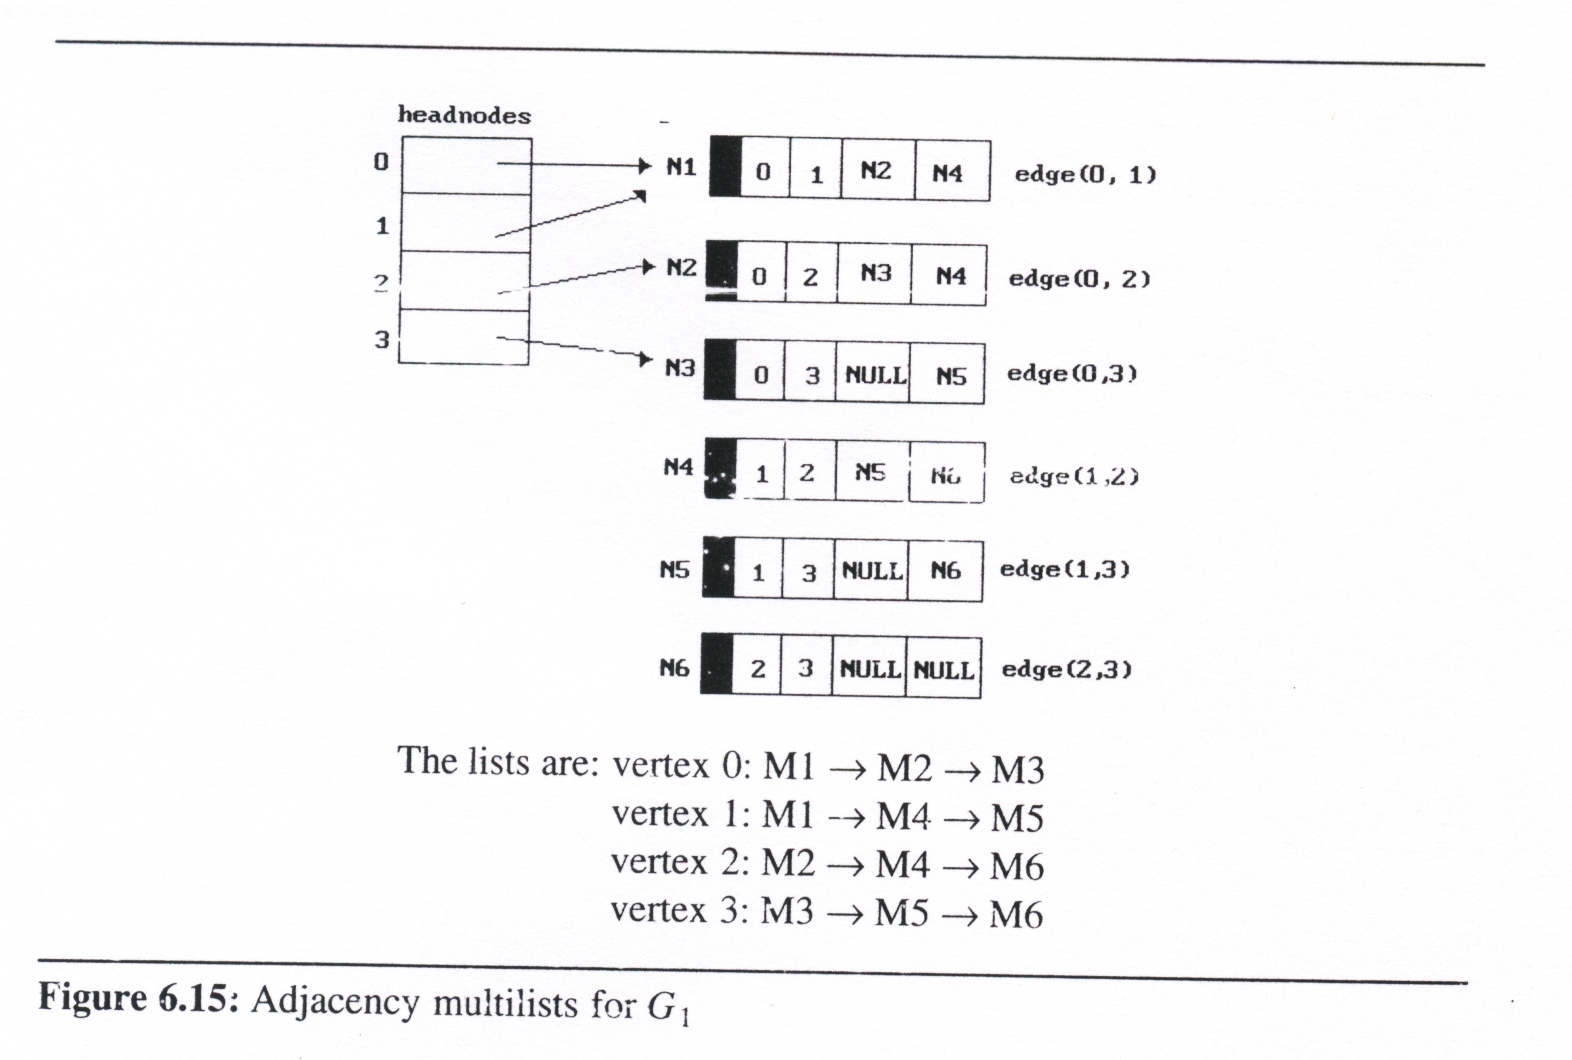 headnodes
0
1
2
3
N1 0 1 N2 N4 edge(0, 1)
N2 0 2 N3 N4 edge(0, 2)
N3 0 3 NULL N5 edge(0,3)
N4 1 2 N5 N6 edge(1,2)
N5 1 3 NULL N6 edge(1,3)
N6 2 3 NULL NULL edge(2,3)
The lists are: vertex 0: M1 → M2 → M3
vertex 1: M1 → M4 → M5
vertex 2: M2 → M4 → M6
vertex 3: M3 → M5 → M6
Figure 6.15: Adjacency multilists for G1